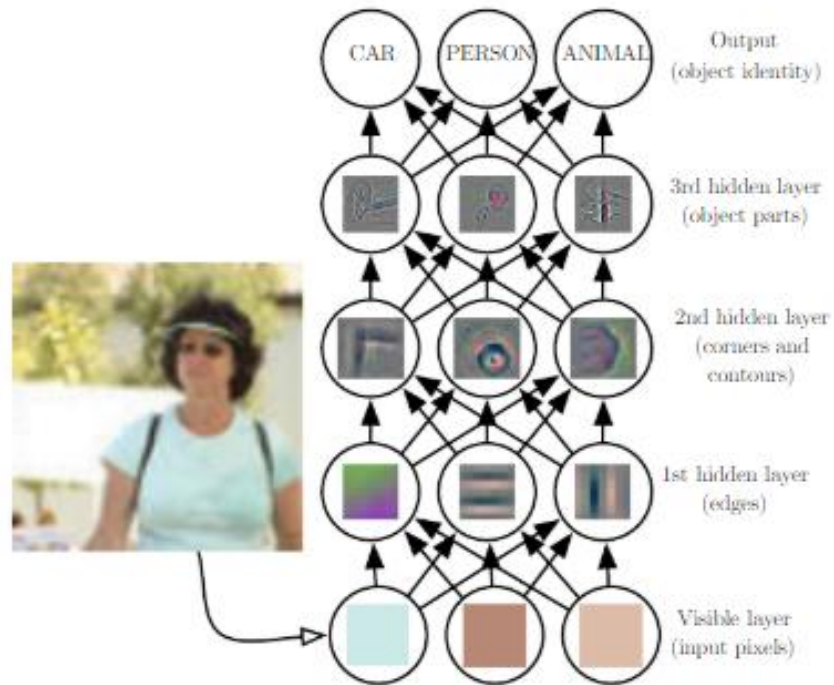 CAR PERSON ANIMAL
Output
(object identity)
3rd hidden layer
(object parts)
2nd hidden layer
(corners and
contours)
1st hidden layer
(edges)
Visible layer
(input pixels)